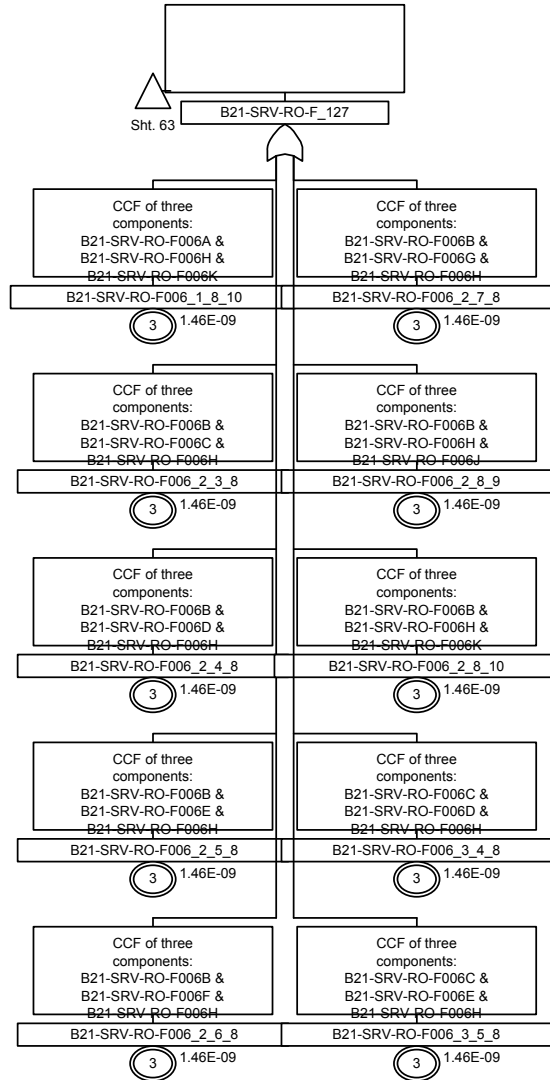 B21-SRV-RO-F_127
Sht. 63
CCF of three
components:
B21-SRV-RO-F006A &
B21-SRV-RO-F006H &
B21-SRV-RO-F006K
B21-SRV-RO-F006_1_8_10
3
1.46E-09
CCF of three
components:
B21-SRV-RO-F006B &
B21-SRV-RO-F006G &
B21-SRV-RO-F006H
B21-SRV-RO-F006_2_7_8
3
1.46E-09
CCF of three
components:
B21-SRV-RO-F006B &
B21-SRV-RO-F006C &
B21-SRV-RO-F006H
B21-SRV-RO-F006_2_3_8
3
1.46E-09
CCF of three
components:
B21-SRV-RO-F006B &
B21-SRV-RO-F006H &
B21-SRV-RO-F006J
B21-SRV-RO-F006_2_8_9
3
1.46E-09
CCF of three
components:
B21-SRV-RO-F006B &
B21-SRV-RO-F006D &
B21-SRV-RO-F006H
B21-SRV-RO-F006_2_4_8
3
1.46E-09
CCF of three
components:
B21-SRV-RO-F006B &
B21-SRV-RO-F006H &
B21-SRV-RO-F006K
B21-SRV-RO-F006_2_8_10
3
1.46E-09
CCF of three
components:
B21-SRV-RO-F006B &
B21-SRV-RO-F006E &
B21-SRV-RO-F006H
B21-SRV-RO-F006_2_5_8
3
1.46E-09
CCF of three
components:
B21-SRV-RO-F006C &
B21-SRV-RO-F006D &
B21-SRV-RO-F006H
B21-SRV-RO-F006_3_4_8
3
1.46E-09
CCF of three
components:
B21-SRV-RO-F006B &
B21-SRV-RO-F006F &
B21-SRV-RO-F006H
B21-SRV-RO-F006_2_6_8
3
1.46E-09
CCF of three
components:
B21-SRV-RO-F006C &
B21-SRV-RO-F006E &
B21-SRV-RO-F006H
B21-SRV-RO-F006_3_5_8
3
1.46E-09